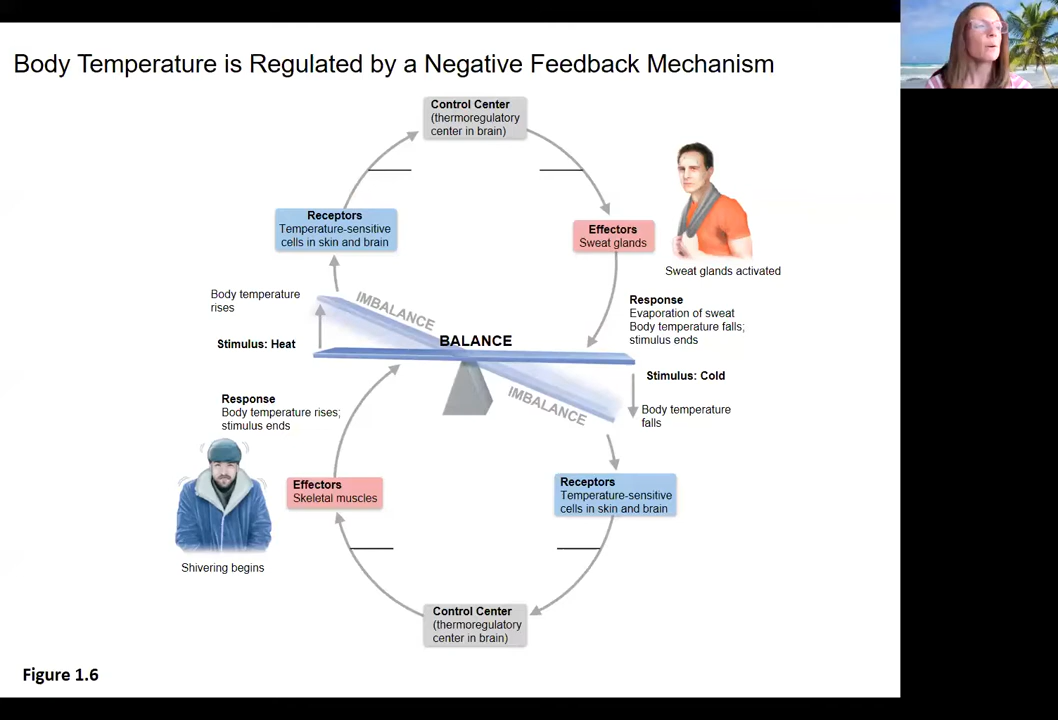 Body Temperature is Regulated by a Negative Feedback Mechanism
Control Center
(thermoregulatory
center in brain)
Receptors
Temperature-sensitive
cells in skin and brain
Effectors
Sweat glands
Sweat glands activated
Body temperature
rises
IMBALANCE
Response
Evaporation of sweat
Body temperature falls;
stimulus ends
Stimulus: Heat
BALANCE
Stimulus: Cold
IMBALANCE
Body temperature
falls
Response
Body temperature rises;
stimulus ends
Effectors
Skeletal muscles
Receptors
Temperature-sensitive
cells in skin and brain
Shivering begins
Control Center
(thermoregulatory
center in brain)
Figure 1.6